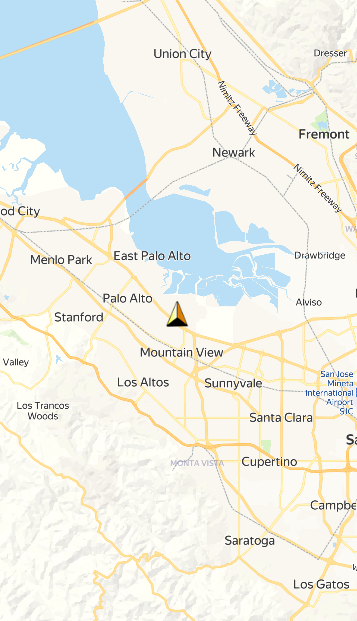 Union City
Dresser
Nimitz Freeway
Fremont
Newark
Nimitz Freeway
od City
East Palo Alto
Menlo Park
Drawbridge
Palo Alto
Alviso
Stanford
Mountain View
Valley
Los Altos
Sunnyvale
San Jose
Mineta
International
Airport
SJC
Los Trancos
Woods
Santa Clara
Sa
MONTA VISTA
Cupertino
Campbe
Saratoga
Los Gatos